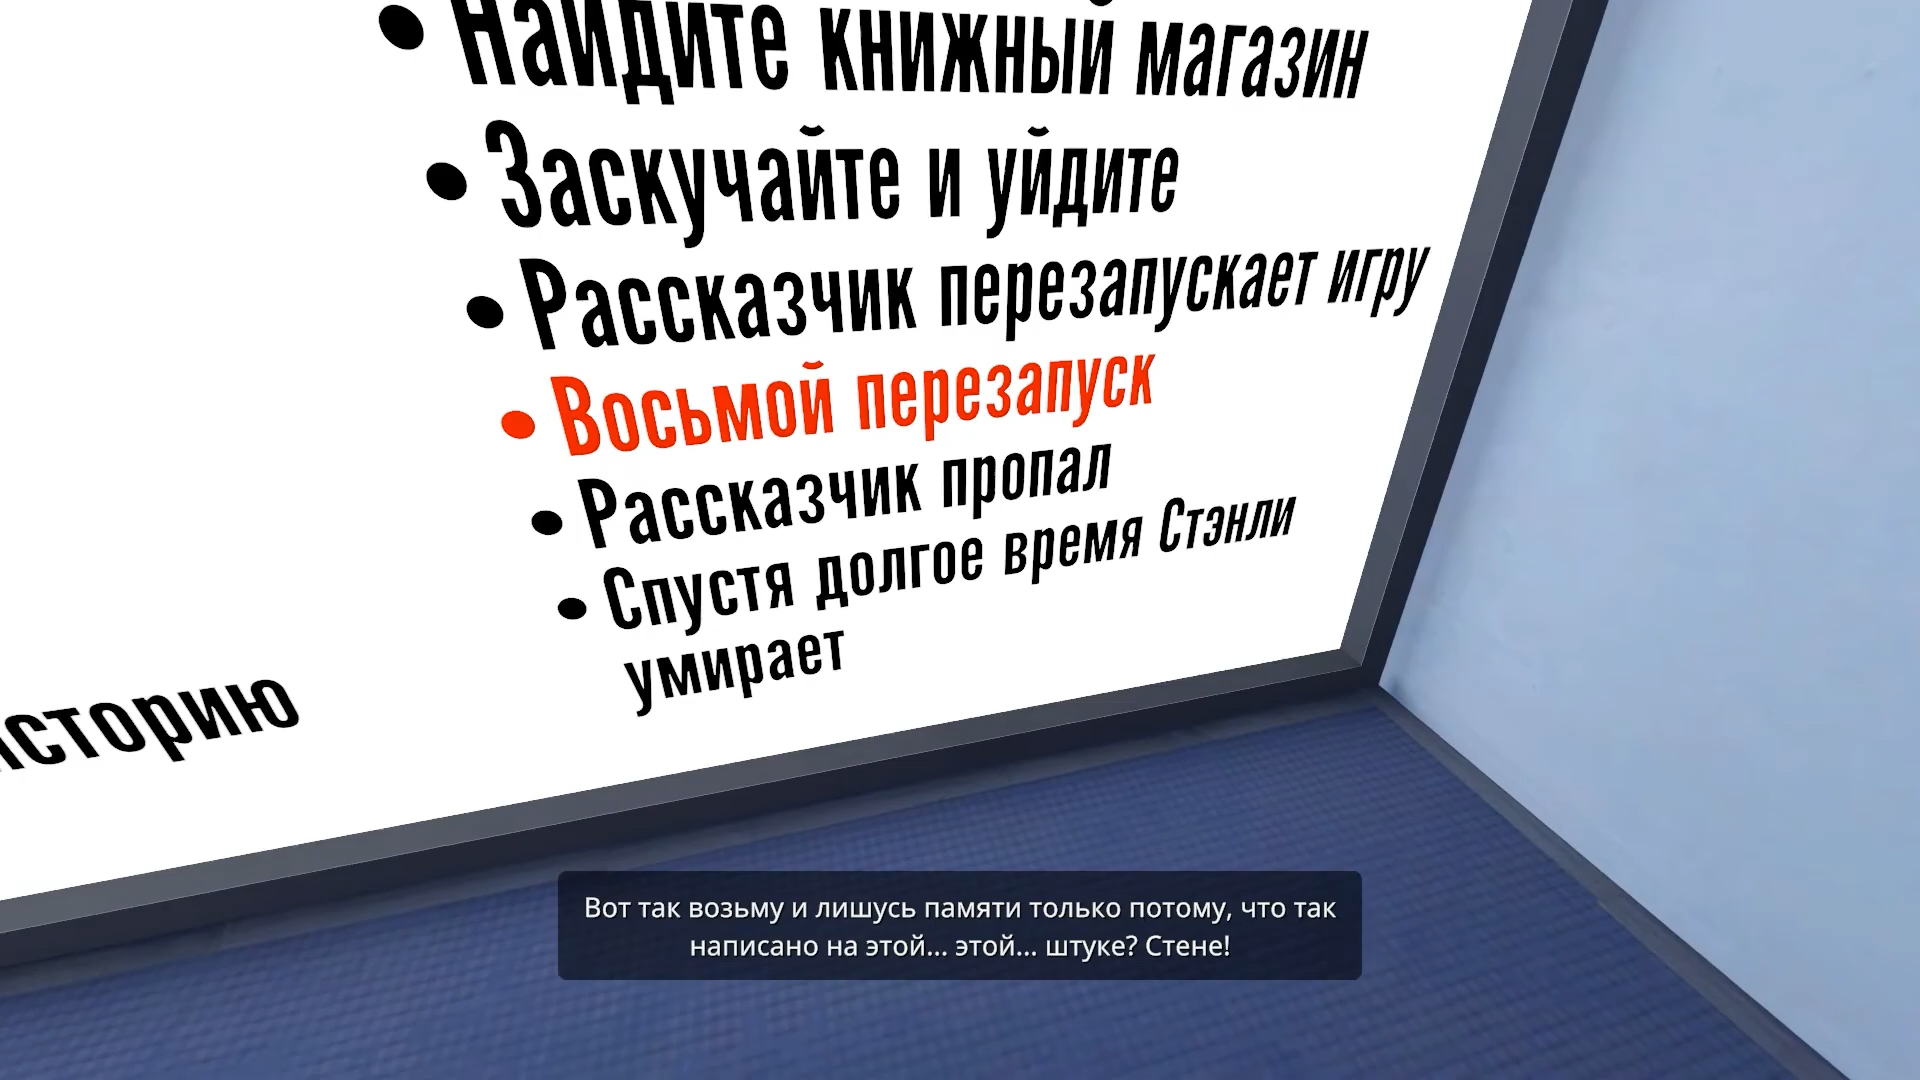 • Найдите книжный магазин
• Заскучайте и уйдите
• Рассказчик перезапускает игру
• Восьмой перезапуск
• Рассказчик пропал
• Спустя долгое время Стэнли
умирает
историю
Вот так возьму и лишусь памяти только потому, что так
написано на этой... этой... штуке? Стене!